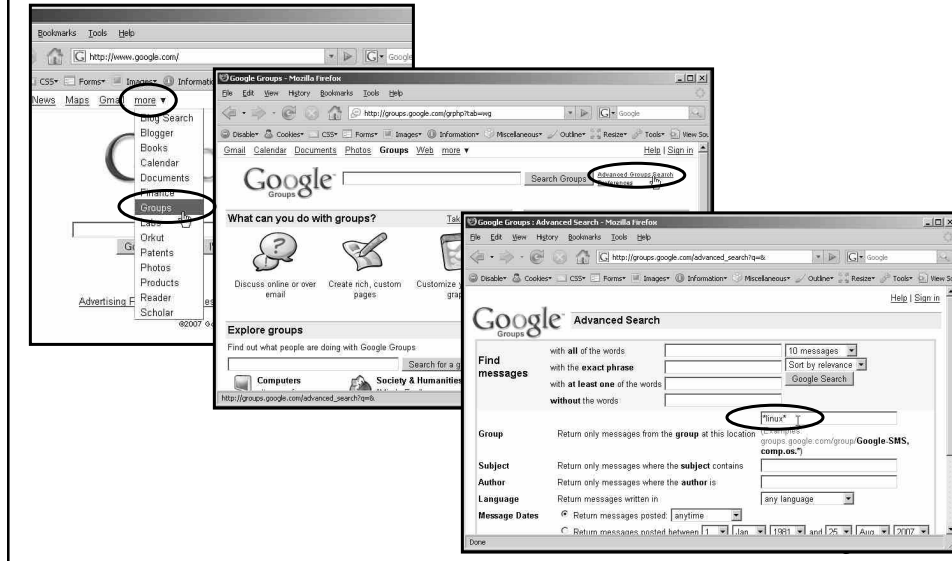 Bookmarks Tools Help
G http://www.google.com/
G Google
CSS Forms Images Informati
News Maps Gmail more ▼
Blog Search
Blogger
Books
Calendar
Documents
Finance
Groups
Labs
Orkut
Patents
Photos
Products
Reader
Scholar
Advertising
©2007
Google Groups - Mozilla Firefox
File Edit View History Bookmarks Tools Help
http://groups.google.com/grphp?tab=wg
G Google
Disable Cookies CSS Forms Images Information Miscellaneous Outline Resize Tools View Sou
Gmail Calendar Documents Photos Groups Web more ▼
Help | Sign in
Google Groups
Search Groups
Advanced Groups Search
Preferences
What can you do with groups?
Tak
Discuss online or over email
Create rich, custom pages
Customize
Explore groups
Find out what people are doing with Google Groups
Search for a g
Computers
Society & Humanities
http://groups.google.com/advanced_search?q=&
Google Groups : Advanced Search - Mozilla Firefox
File Edit View History Bookmarks Tools Help
G http://groups.google.com/advanced_search?q=&
G Google
Disable Cookies CSS Forms Images Information Miscellaneous Outline Resize Tools View So
Help | Sign in
Google Groups
Advanced Search
Find messages
with all of the words
10 messages
with the exact phrase
Sort by relevance
with at least one of the words
Google Search
without the words
*linux*
Group Return only messages from the group at this location
(Examples
groups.google.com/group/Google-SMS,
comp.os.*)
Subject Return only messages where the subject contains
Author Return only messages where the author is
Language Return messages written in any language
Message Dates Return messages posted: anytime
Return messages posted between 1 Jan 1981 and 25 Aug 2007
Done